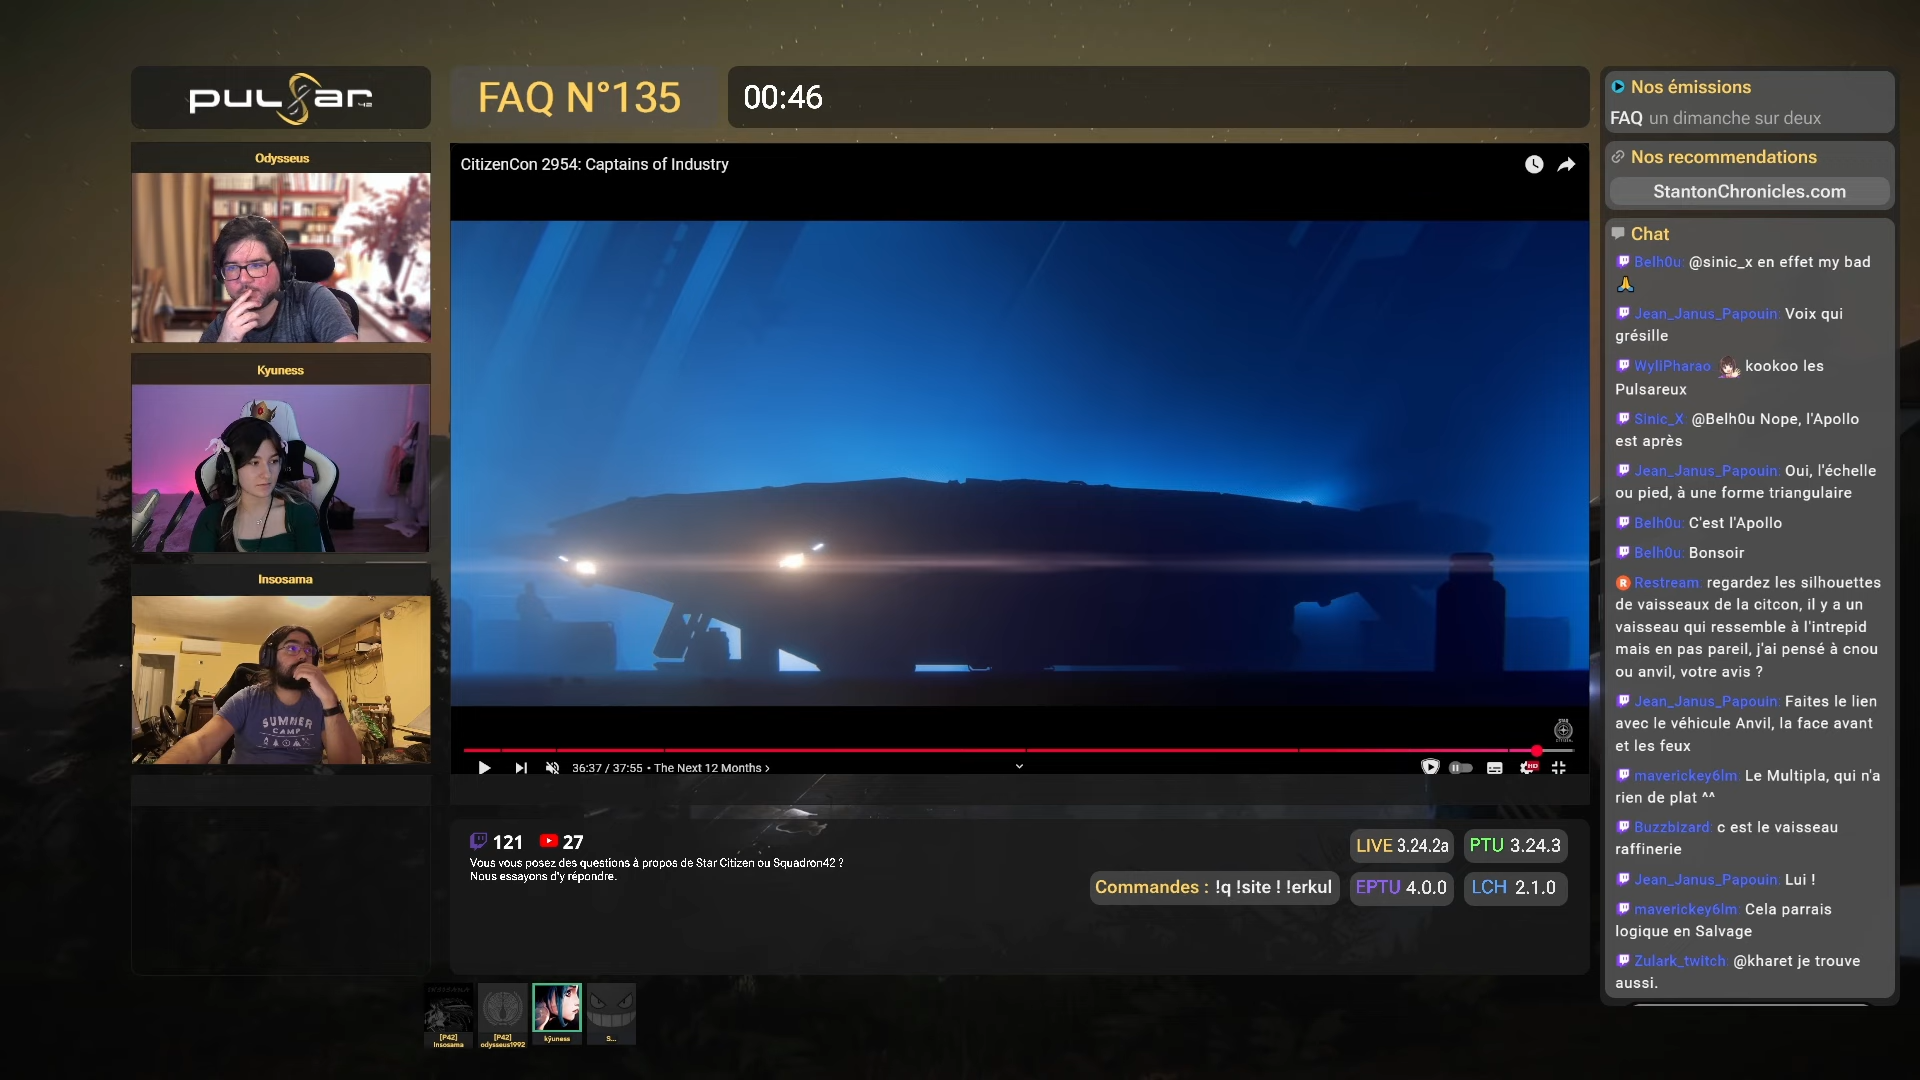 pulsar
42
FAQ N°135
00:46
Odysseus
Kyuness
Insosama
SUMMER
CAMP
CitizenCon 2954: Captains of Industry
36:37 / 37:55 • The Next 12 Months ›
HD
121
27
Vous vous posez des questions à propos de Star Citizen ou Squadron42 ?
Nous essayons d'y répondre.
LIVE 3.24.2a
PTU 3.24.3
Commandes : !q !site ! !erkul
EPTU 4.0.0
LCH 2.1.0
[P42]
Insosama
[P42]
odysseus1992
kÿuness
S...
Nos émissions
FAQ un dimanche sur deux
Nos recommendations
StantonChronicles.com
Chat
Belh0u: @sinic_x en effet my bad
Jean_Janus_Papouin: Voix qui
grésille
WyllPharao: kookoo les
Pulsareux
Sinic_X: @Belh0u Nope, l'Apollo
est après
Jean_Janus_Papouin: Oui, l'échelle
ou pied, à une forme triangulaire
Belh0u: C'est l'Apollo
Belh0u: Bonsoir
Restream: regardez les silhouettes
de vaisseaux de la citcon, il y a un
vaisseau qui ressemble à l'intrepid
mais en pas pareil, j'ai pensé à cnou
ou anvil, votre avis ?
Jean_Janus_Papouin: Faites le lien
avec le véhicule Anvil, la face avant
et les feux
maverickey6lm: Le Multipla, qui n'a
rien de plat ^^
Buzzbizard: c est le vaisseau
raffinerie
Jean_Janus_Papouin: Lui !
maverickey6lm: Cela parrais
logique en Salvage
Zulark_twitch: @kharet je trouve
aussi.